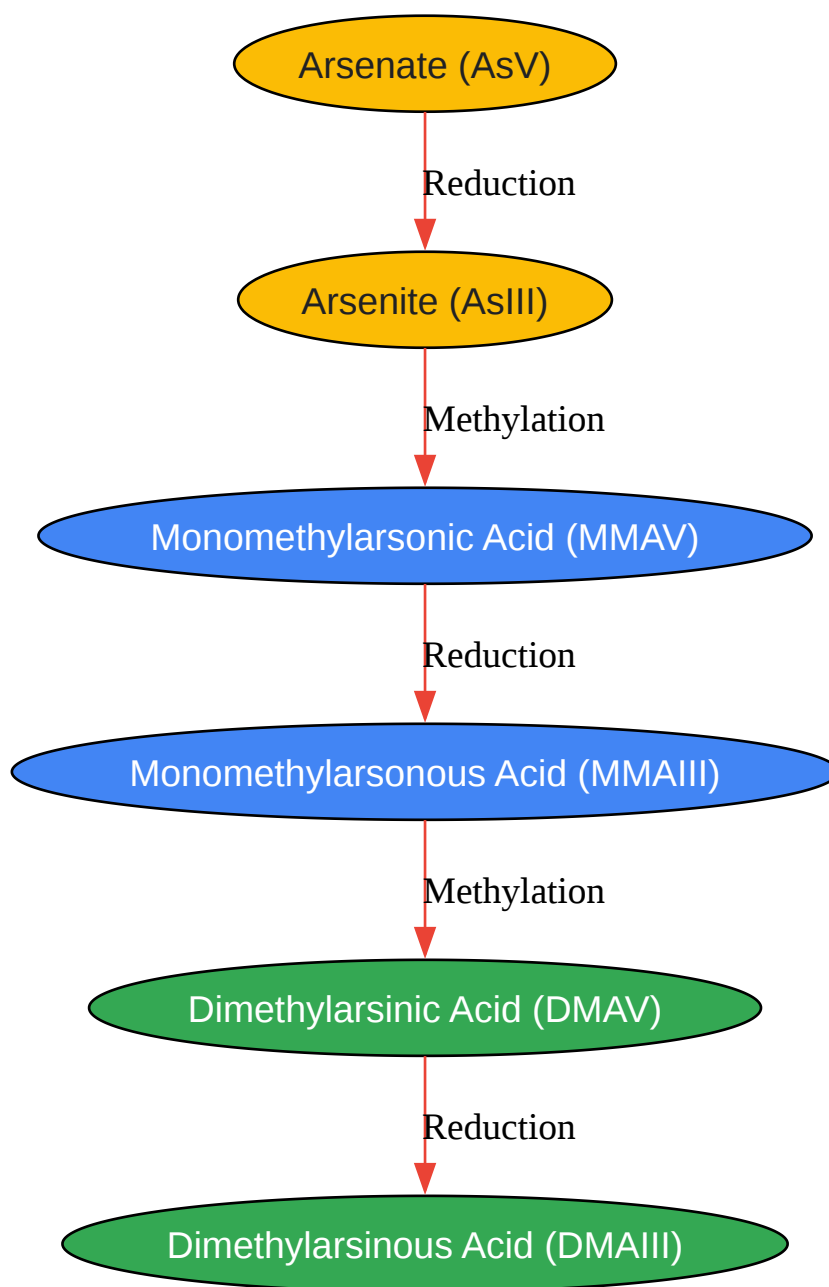 Arsenate (AsV)
Reduction
Arsenite (AsIII)
Methylation
Monomethylarsonic Acid (MMAV)
Reduction
Monomethylarsonous Acid (MMAIII)
Methylation
Dimethylarsinic Acid (DMAV)
Reduction
Dimethylarsinous Acid (DMAIII)